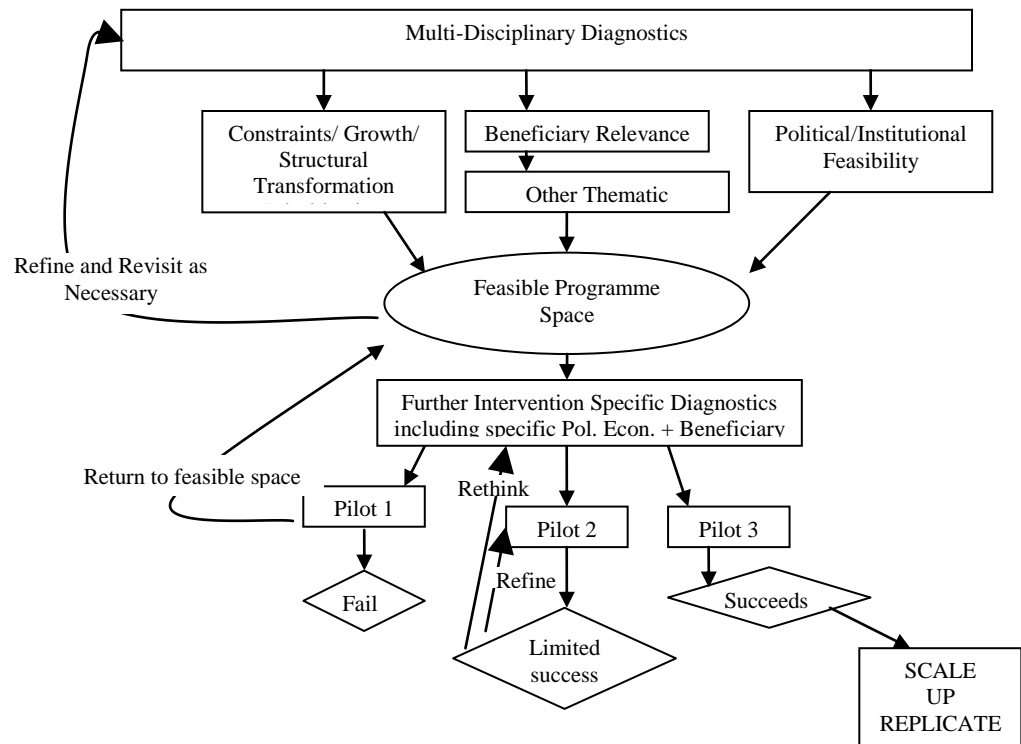 Multi-Disciplinary Diagnostics
Constraints/ Growth/
Structural
Transformation
Beneficiary Relevance
Other Thematic
Political/Institutional
Feasibility
Refine and Revisit as
Necessary
Feasible Programme
Space
Further Intervention Specific Diagnostics
including specific Pol. Econ. + Beneficiary
Return to feasible space
Rethink
Pilot 1
Pilot 2
Pilot 3
Refine
Fail
Limited
success
Succeeds
SCALE
UP
REPLICATE